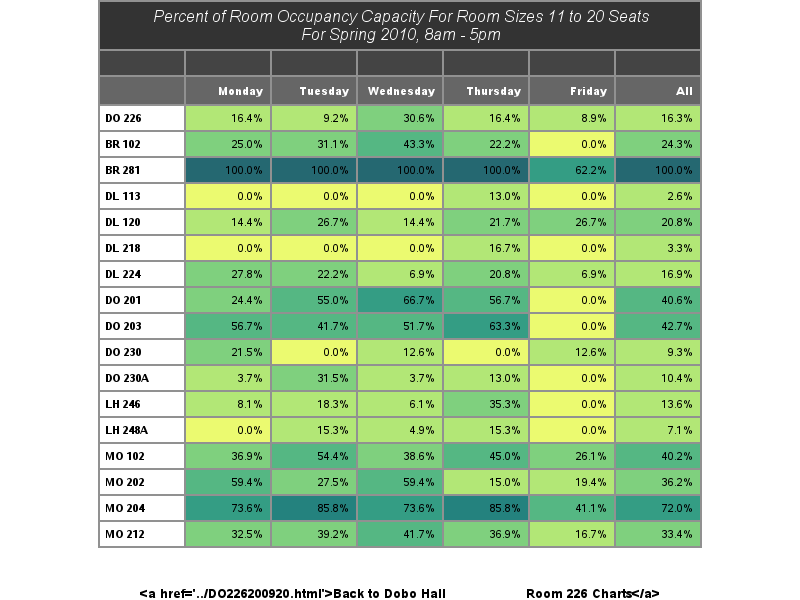 Percent of Room Occupancy Capacity For Room Sizes 11 to 20 Seats
For Spring 2010, 8am - 5pm
Monday Tuesday Wednesday Thursday Friday All
DO 226 16.4% 9.2% 30.6% 16.4% 8.9% 16.3%
BR 102 25.0% 31.1% 43.3% 22.2% 0.0% 24.3%
BR 281 100.0% 100.0% 100.0% 100.0% 62.2% 100.0%
DL 113 0.0% 0.0% 0.0% 13.0% 0.0% 2.6%
DL 120 14.4% 26.7% 14.4% 21.7% 26.7% 20.8%
DL 218 0.0% 0.0% 0.0% 16.7% 0.0% 3.3%
DL 224 27.8% 22.2% 6.9% 20.8% 6.9% 16.9%
DO 201 24.4% 55.0% 66.7% 56.7% 0.0% 40.6%
DO 203 56.7% 41.7% 51.7% 63.3% 0.0% 42.7%
DO 230 21.5% 0.0% 12.6% 0.0% 12.6% 9.3%
DO 230A 3.7% 31.5% 3.7% 13.0% 0.0% 10.4%
LH 246 8.1% 18.3% 6.1% 35.3% 0.0% 13.6%
LH 248A 0.0% 15.3% 4.9% 15.3% 0.0% 7.1%
MO 102 36.9% 54.4% 38.6% 45.0% 26.1% 40.2%
MO 202 59.4% 27.5% 59.4% 15.0% 19.4% 36.2%
MO 204 73.6% 85.8% 73.6% 85.8% 41.1% 72.0%
MO 212 32.5% 39.2% 41.7% 36.9% 16.7% 33.4%
<a href='../DO226200920.html'>Back to Dobo Hall Room 226 Charts</a>